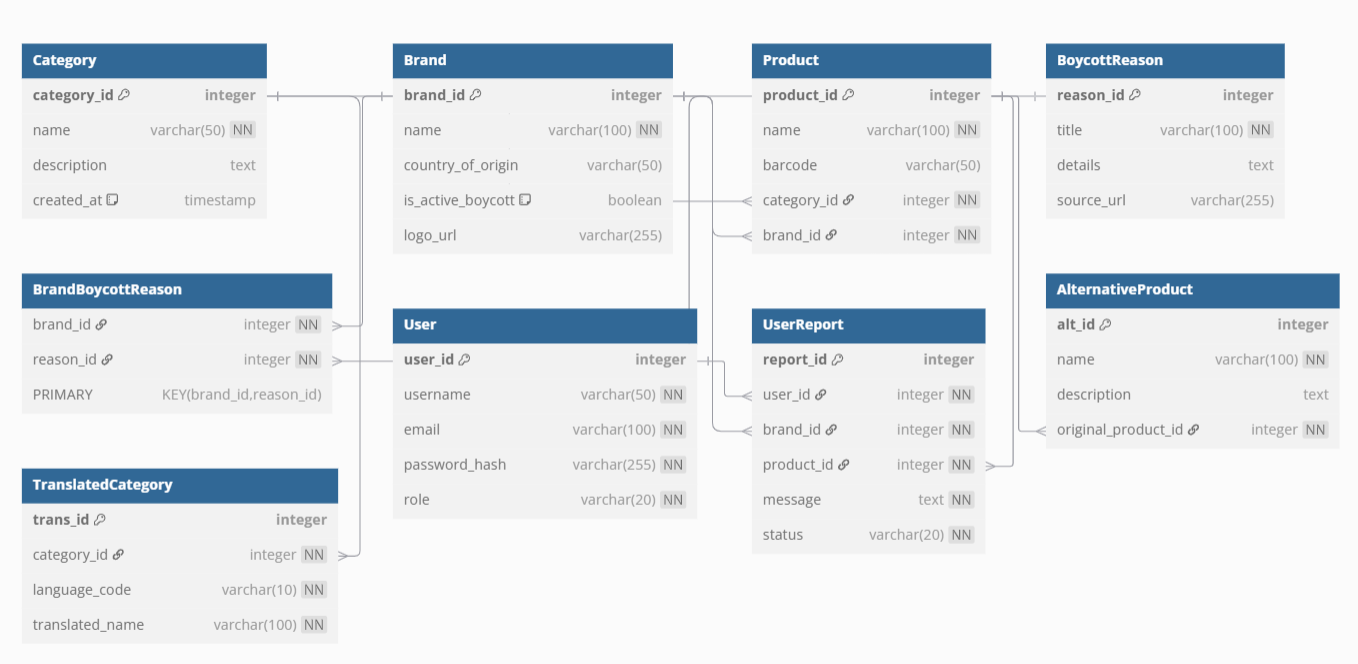 Category
category_id integer
name varchar(50) NN
description text
created_at timestamp
Brand
brand_id integer
name varchar(100) NN
country_of_origin varchar(50)
is_active_boycott boolean
logo_url varchar(255)
Product
product_id integer
name varchar(100) NN
barcode varchar(50)
category_id integer NN
brand_id integer NN
BoycottReason
reason_id integer
title varchar(100) NN
details text
source_url varchar(255)
BrandBoycottReason
brand_id integer NN
reason_id integer NN
PRIMARY KEY(brand_id,reason_id)
User
user_id integer
username varchar(50) NN
email varchar(100) NN
password_hash varchar(255) NN
role varchar(20) NN
UserReport
report_id integer
user_id integer NN
brand_id integer NN
product_id integer NN
message text NN
status varchar(20) NN
AlternativeProduct
alt_id integer
name varchar(100) NN
description text
original_product_id integer NN
TranslatedCategory
trans_id integer
category_id integer NN
language_code varchar(10) NN
translated_name varchar(100) NN